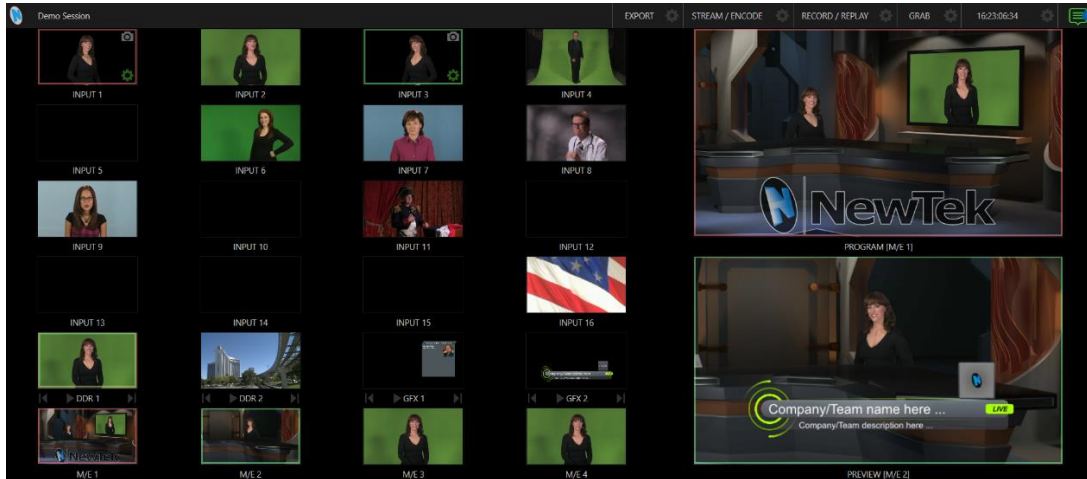 Demo Session
EXPORT
STREAM / ENCODE
RECORD / REPLAY
GRAB
16:23:06:34
INPUT 1
INPUT 2
INPUT 3
INPUT 4
INPUT 5
INPUT 6
INPUT 7
INPUT 8
NewTek
PROGRAM [M/E 1]
INPUT 9
INPUT 10
INPUT 11
INPUT 12
INPUT 13
INPUT 14
INPUT 15
INPUT 16
DDR 1
DDR 2
GFX 1
GFX 2
Company/Team name here ...
LIVE
Company/Team description here ...
NewTek
M/E 1
M/E 2
M/E 3
M/E 4
PREVIEW [M/E 2]